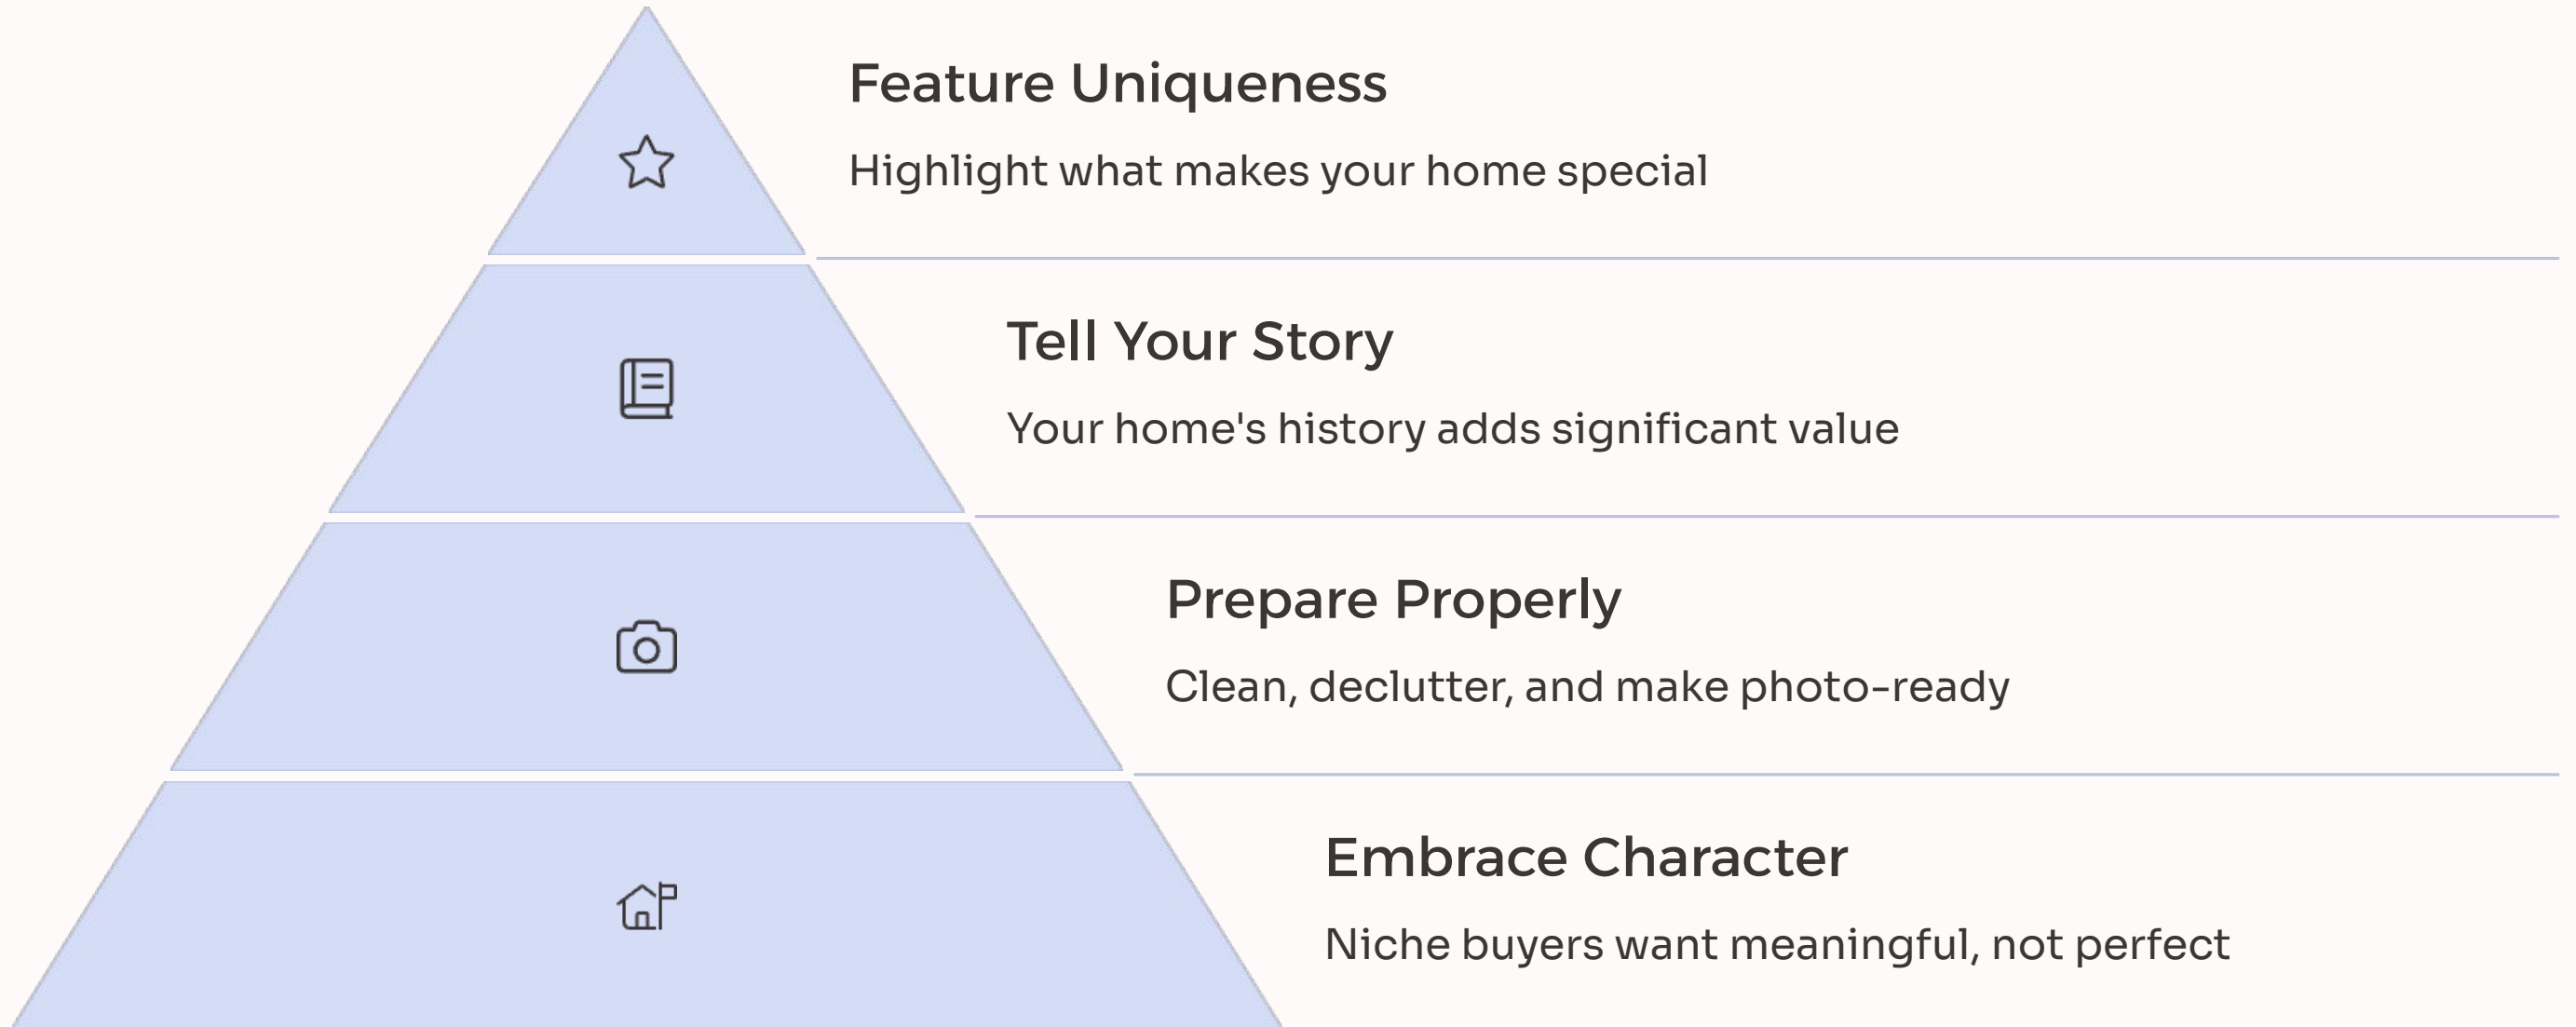 Feature Uniqueness
Highlight what makes your home special
Tell Your Story
Your home's history adds significant value
Prepare Properly
Clean, declutter, and make photo-ready
Embrace Character
Niche buyers want meaningful, not perfect